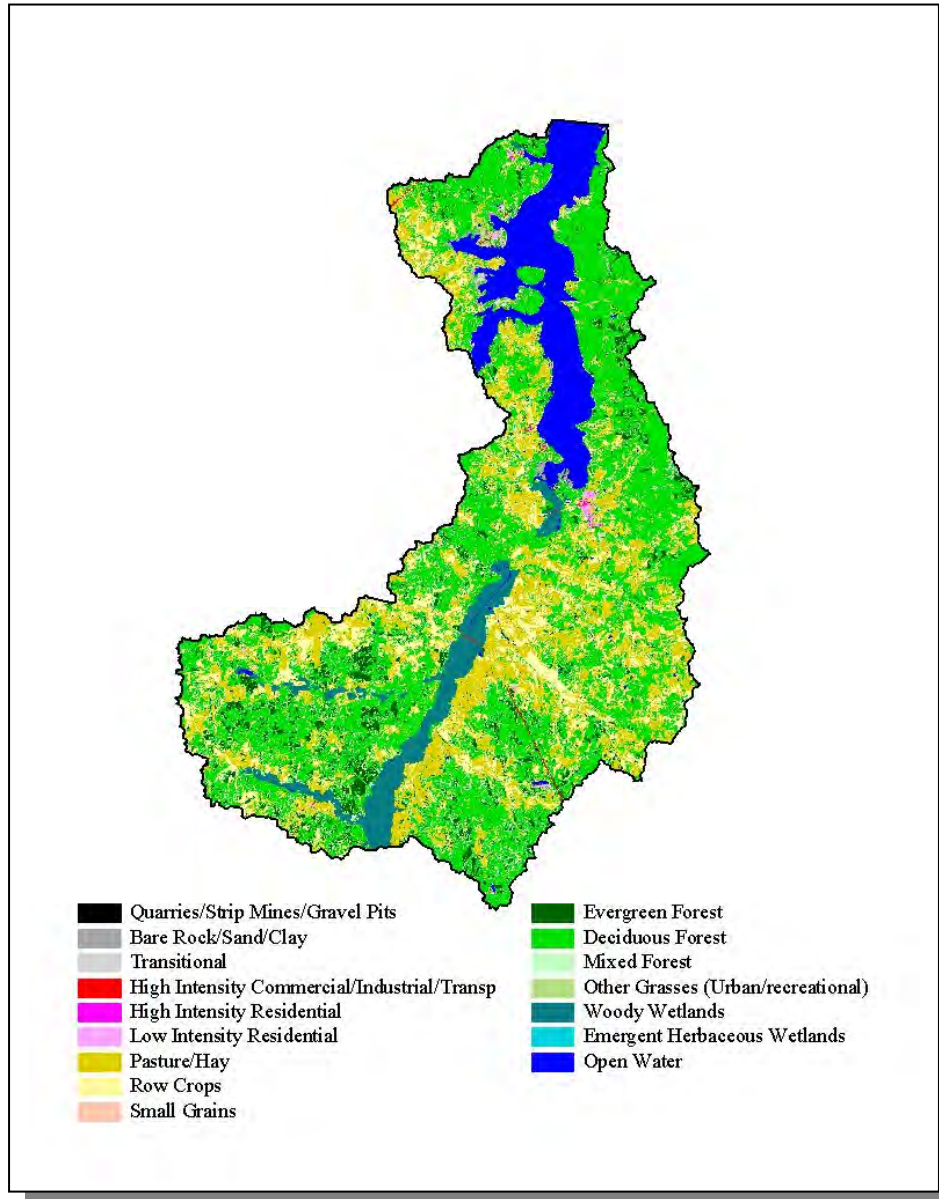 Quarries/Strip Mines/Gravel Pits
Bare Rock/Sand/Clay
Transitional
High Intensity Commercial/Industrial/Transp
High Intensity Residential
Low Intensity Residential
Pasture/Hay
Row Crops
Small Grains
Evergreen Forest
Deciduous Forest
Mixed Forest
Other Grasses (Urban/recreational)
Woody Wetlands
Emergent Herbaceous Wetlands
Open Water